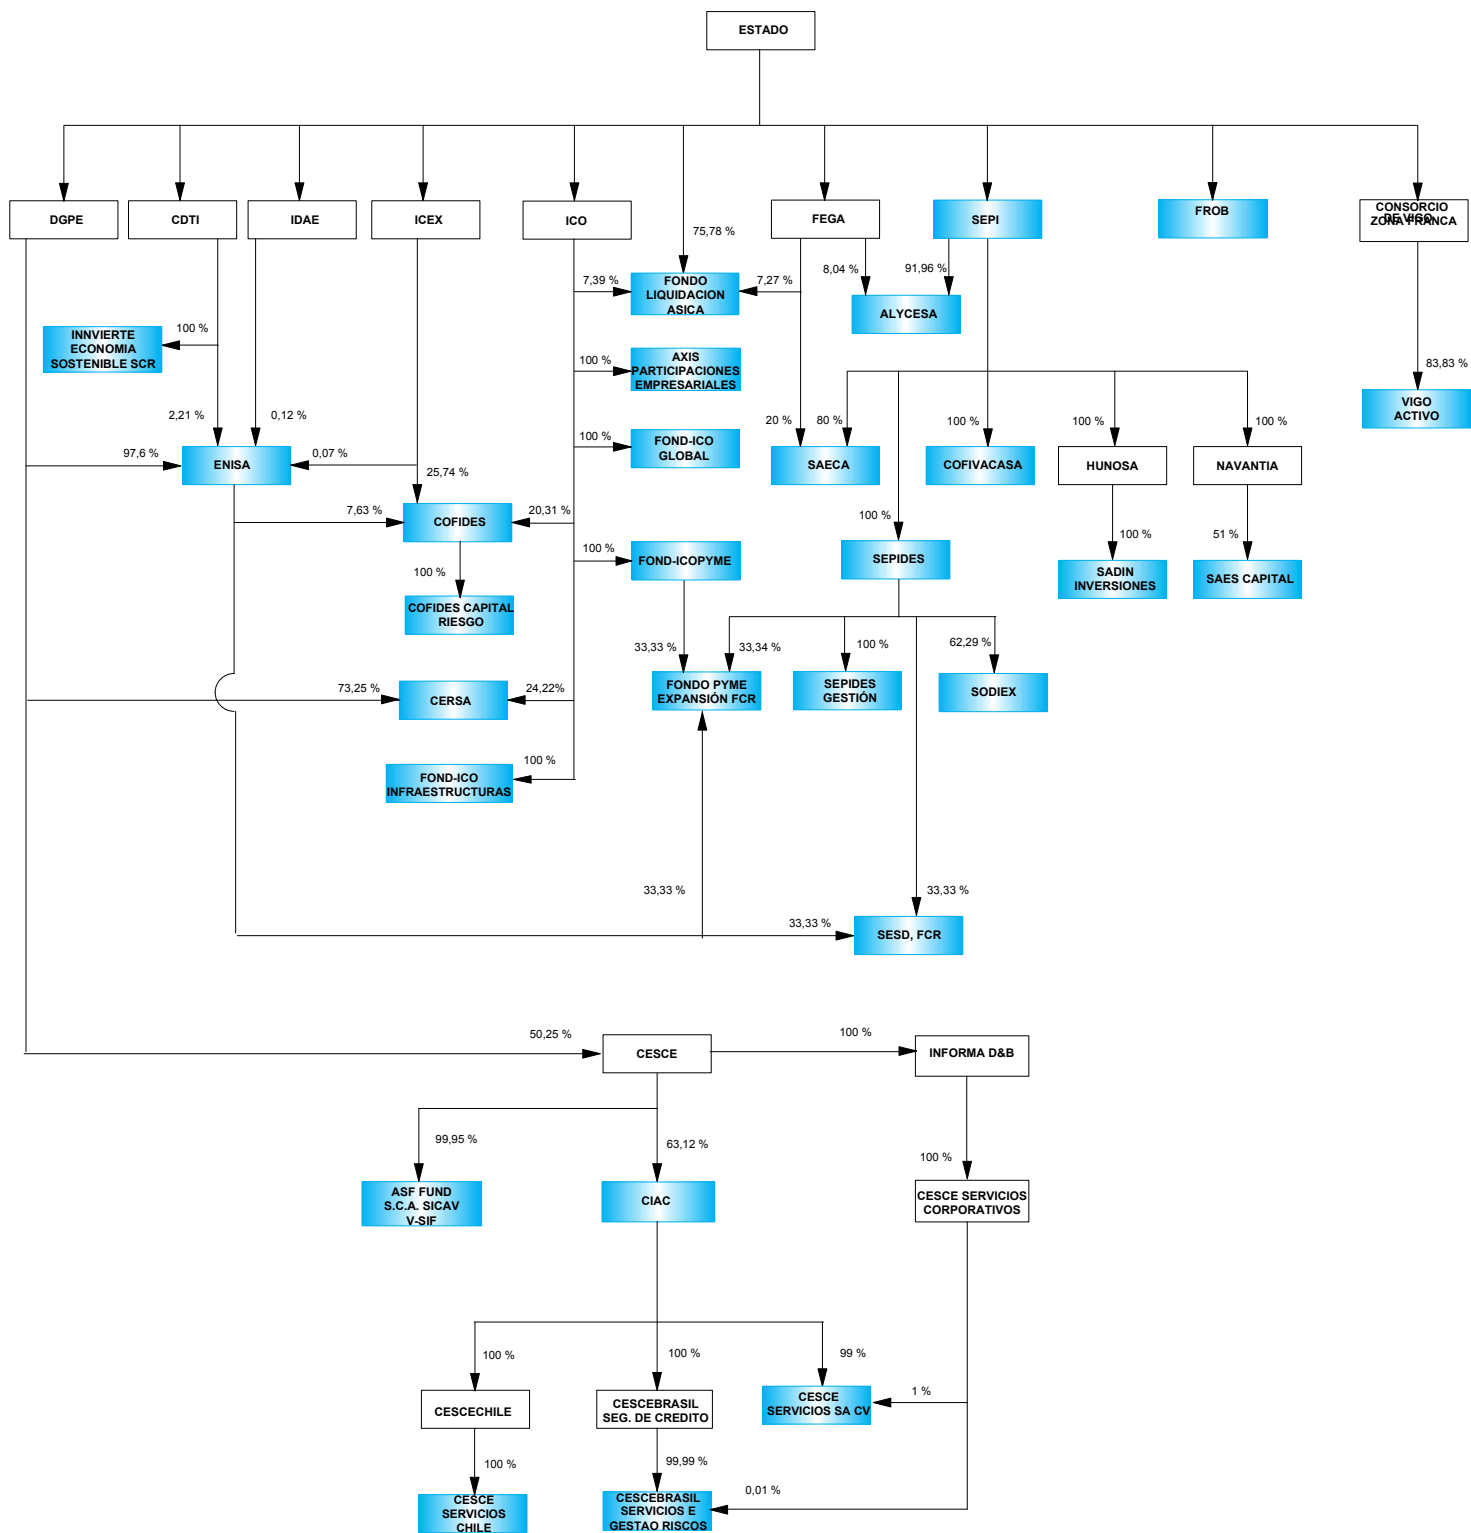 ESTADO
DGPE
CDTI
IDAE
ICEX
ICO
75,78 %
FEGA
SEPI
FROB
CONSORCIO
DE VIGO
ZONA FRANCA
7,39 %
FONDO
LIQUIDACION
ASICA
7,27 %
8,04 %
91,96 %
ALYCESA
INNVIERTE
ECONOMIA
SOSTENIBLE SCR
100 %
100 %
AXIS
PARTICIPACIONES
EMPRESARIALES
83,83 %
VIGO
ACTIVO
2,21 %
0,12 %
97,6 %
ENISA
0,07 %
25,74 %
100 %
FOND-ICO
GLOBAL
20 %
80 %
SAECA
100 %
COFIVACASA
100 %
HUNOSA
100 %
NAVANTIA
7,63 %
COFIDES
20,31 %
100 %
SEPIDES
100 %
SADIN
INVERSIONES
51 %
SAES CAPITAL
100 %
FOND-ICOPYME
100 %
COFIDES CAPITAL
RIESGO
33,33 %
33,34 %
100 %
62,29 %
FONDO PYME
EXPANSIÓN FCR
SEPIDES
GESTIÓN
SODIEX
73,25 %
CERSA
24,22%
100 %
FOND-ICO
INFRAESTRUCTURAS
33,33 %
33,33 %
33,33 %
SESD, FCR
50,25 %
CESCE
100 %
INFORMA D&B
99,95 %
63,12 %
100 %
ASF FUND
S.C.A. SICAV
V-SIF
CIAC
CESCE SERVICIOS
CORPORATIVOS
100 %
100 %
99 %
CESCECHILE
CESCEBRASIL
SEG. DE CREDITO
CESCE
SERVICIOS SA CV
1 %
100 %
99,99 %
0,01 %
CESCE
SERVICIOS
CHILE
CESCEBRASIL
SERVICIOS E
GESTAO RISCOS